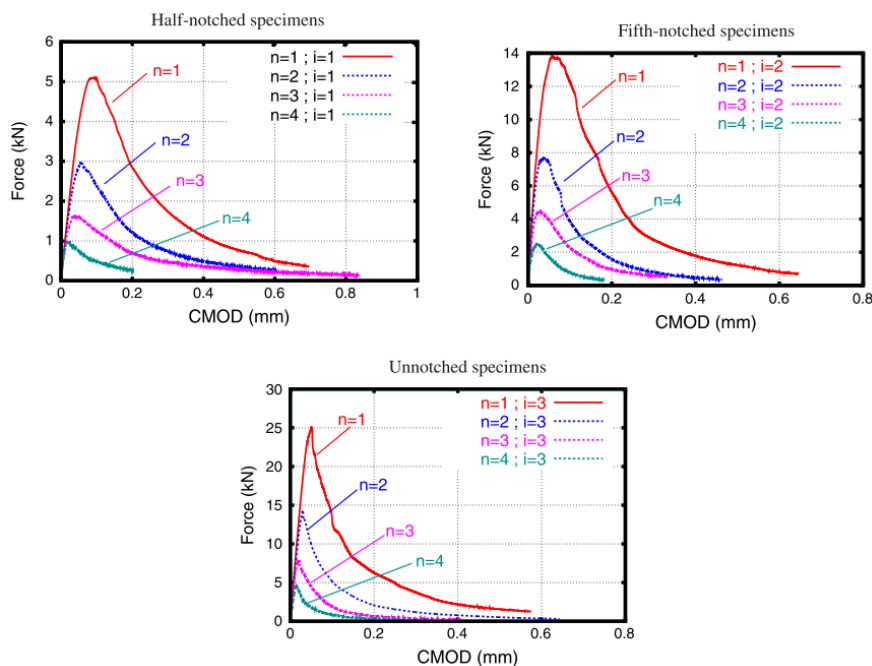 Half-notched specimens
6
5
4
3
2
1
0
Force (kN)
n=1 ; i=1
n=2 ; i=1
n=3 ; i=1
n=4 ; i=1
n=1
n=2
n=3
n=4
0 0.2 0.4 0.6 0.8 1
CMOD (mm)
Fifth-notched specimens
14
12
10
8
6
4
2
0
Force (kN)
n=1 ; i=2
n=2 ; i=2
n=3 ; i=2
n=4 ; i=2
n=1
n=2
n=3
n=4
0 0.2 0.4 0.6 0.8
CMOD (mm)
Unnotched specimens
30
25
20
15
10
5
0
Force (kN)
n=1 ; i=3
n=2 ; i=3
n=3 ; i=3
n=4 ; i=3
n=1
n=2
n=3
n=4
0 0.2 0.4 0.6 0.8
CMOD (mm)